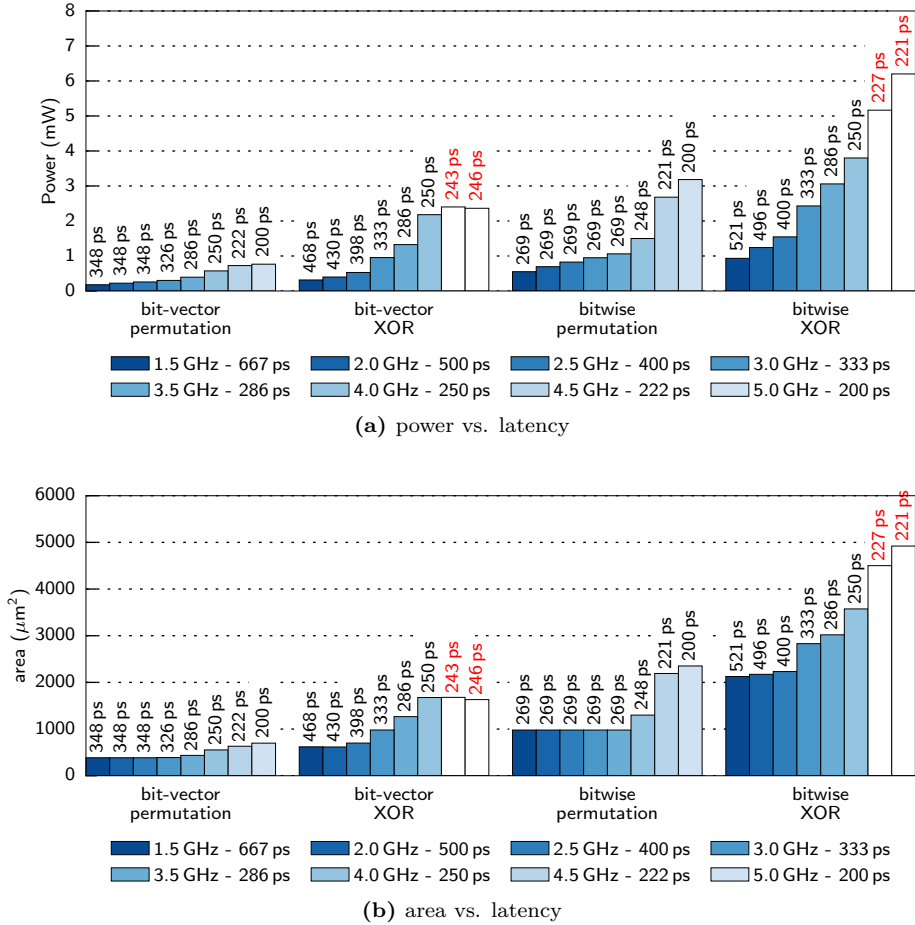 8
7
6
5
4
3
2
1
0
Power (mW)
348 ps 348 ps 348 ps 326 ps 286 ps 250 ps 222 ps 200 ps
468 ps 430 ps 398 ps 333 ps 286 ps 250 ps 243 ps 246 ps
269 ps 269 ps 269 ps 269 ps 269 ps 248 ps 221 ps 200 ps
521 ps 496 ps 400 ps 333 ps 286 ps 250 ps 227 ps 221 ps
bit-vector bit-vector bitwise bitwise
permutation XOR permutation XOR
1.5 GHz - 667 ps 2.0 GHz - 500 ps 2.5 GHz - 400 ps 3.0 GHz - 333 ps
3.5 GHz - 286 ps 4.0 GHz - 250 ps 4.5 GHz - 222 ps 5.0 GHz - 200 ps
(a) power vs. latency
6000
5000
4000
3000
2000
1000
0
area (μm²)
348 ps 348 ps 348 ps 326 ps 286 ps 250 ps 222 ps 200 ps
468 ps 430 ps 398 ps 333 ps 286 ps 250 ps 243 ps 246 ps
269 ps 269 ps 269 ps 269 ps 269 ps 248 ps 221 ps 200 ps
521 ps 496 ps 400 ps 333 ps 286 ps 250 ps 227 ps 221 ps
bit-vector bit-vector bitwise bitwise
permutation XOR permutation XOR
1.5 GHz - 667 ps 2.0 GHz - 500 ps 2.5 GHz - 400 ps 3.0 GHz - 333 ps
3.5 GHz - 286 ps 4.0 GHz - 250 ps 4.5 GHz - 222 ps 5.0 GHz - 200 ps
(b) area vs. latency